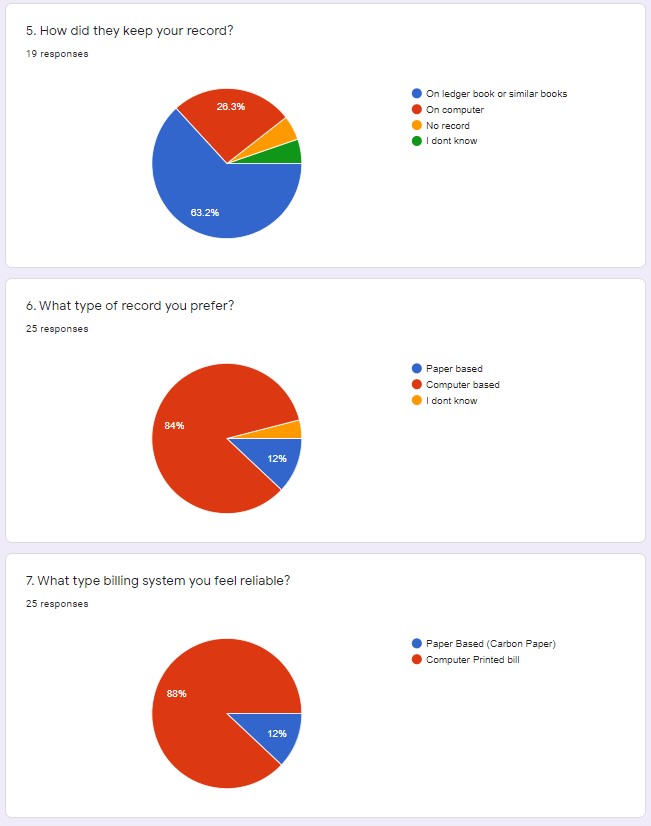 5. How did they keep your record?
19 responses
On ledger book or similar books
On computer
No record
I dont know
26.3%
63.2%
6. What type of record you prefer?
25 responses
Paper based
Computer based
I dont know
84%
12%
7. What type billing system you feel reliable?
25 responses
Paper Based (Carbon Paper)
Computer Printed bill
88%
12%